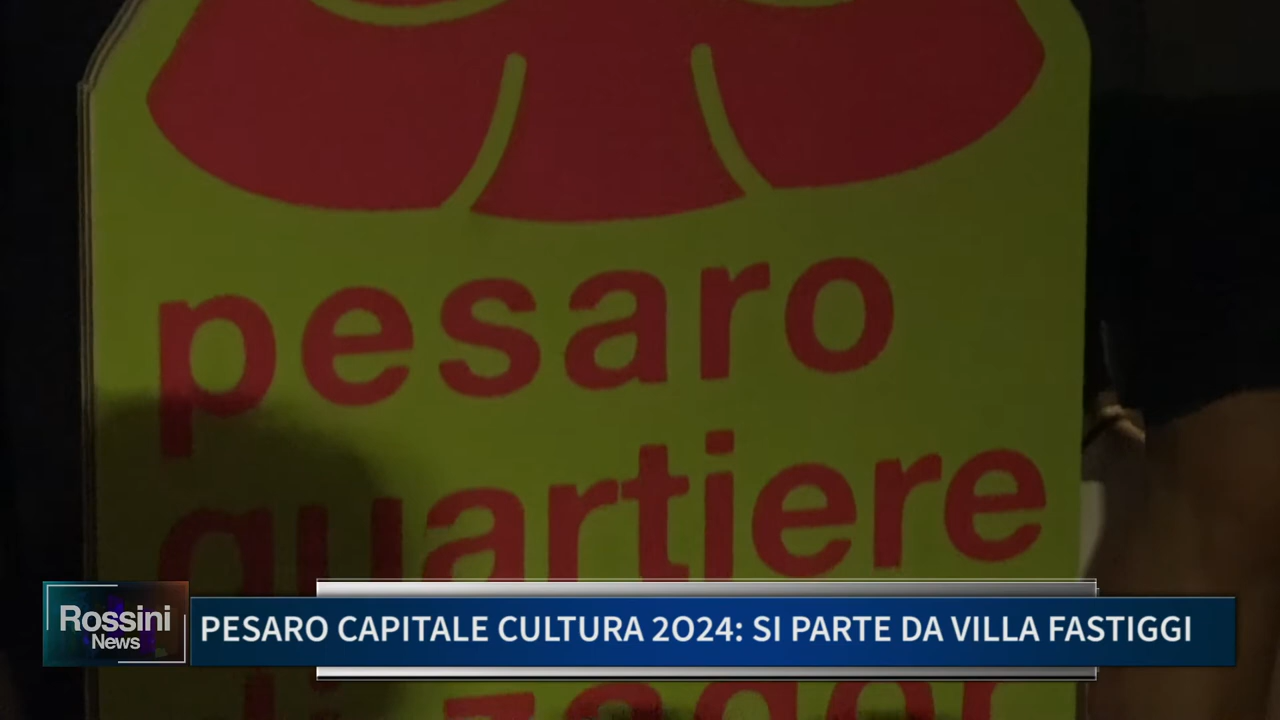 pesaro
quartiere
Rossini
News
PESARO CAPITALE CULTURA 2024: SI PARTE DA VILLA FASTIGGI